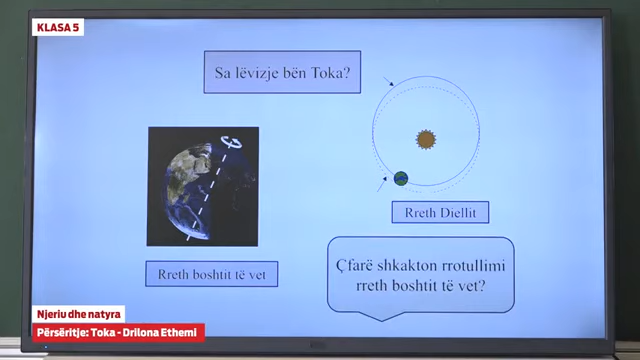 KLASA 5
Sa lëvizje bën Toka?
Rreth Diellit
Rreth boshtit të vet
Çfarë shkakton rrotullimi
rreth boshtit të vet?
Njeriu dhe natyra
Përsëritje: Toka - Drilona Ethemi